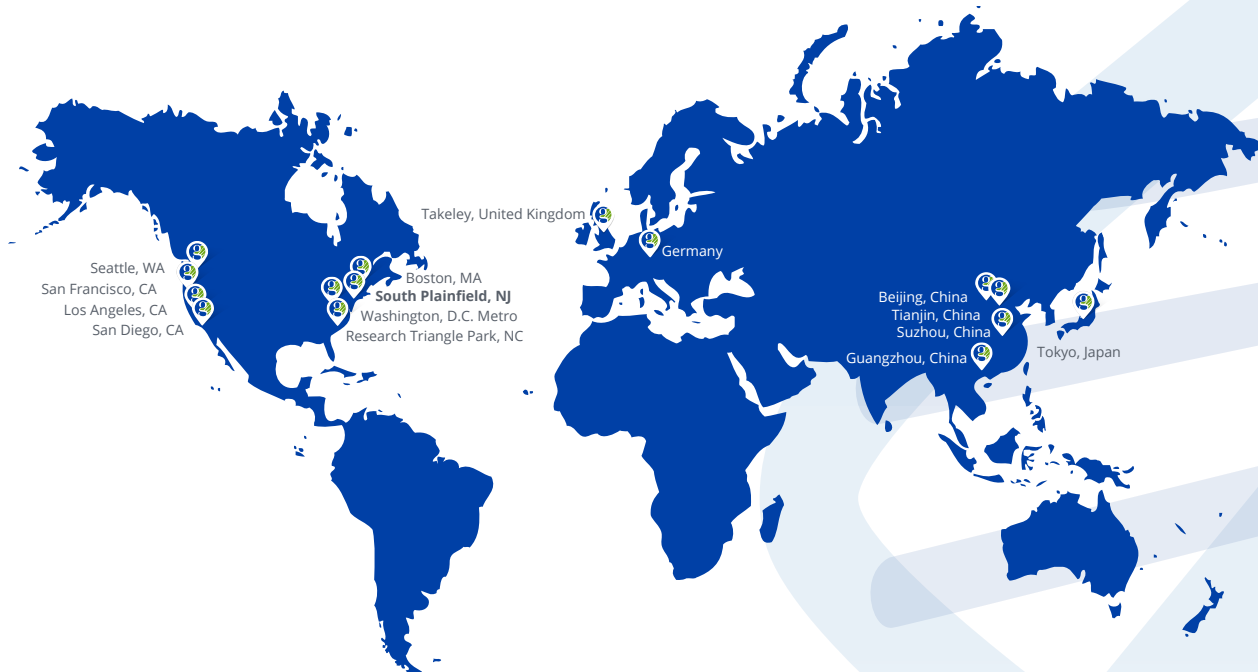 Takeley, United Kingdom
Germany
Seattle, WA
San Francisco, CA
Los Angeles, CA
San Diego, CA
Boston, MA
South Plainfield, NJ
Washington, D.C. Metro
Research Triangle Park, NC
Beijing, China
Tianjin, China
Suzhou, China
Guangzhou, China
Tokyo, Japan